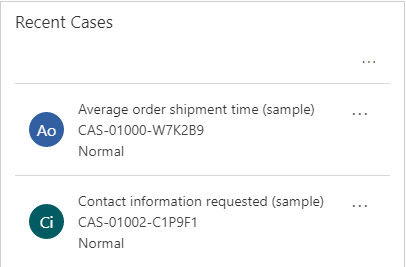 Recent Cases
...
Average order shipment time (sample)
...
Ao
CAS-01000-W7K2B9
Normal
Contact information requested (sample)
...
Ci
CAS-01002-C1P9F1
Normal